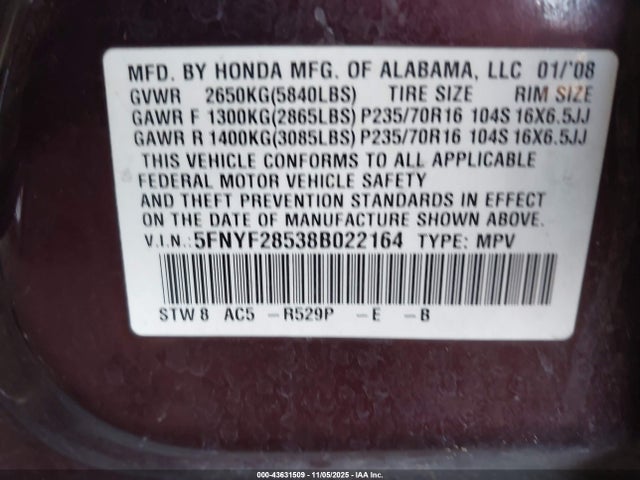 MFD. BY HONDA MFG. OF ALABAMA, LLC 01/'08
GVWR 2650KG(5840LBS) TIRE SIZE RIM SIZE
GAWR F 1300KG(2865LBS) P235/70R16 104S 16X6.5JJ
GAWR R 1400KG(3085LBS) P235/70R16 104S 16X6.5JJ
THIS VEHICLE CONFORMS TO ALL APPLICABLE
FEDERAL MOTOR VEHICLE SAFETY
AND THEFT PREVENTION STANDARDS IN EFFECT
ON THE DATE OF MANUFACTURE SHOWN ABOVE.
V.I.N.:5FNYF28538B022164 TYPE: MPV
STW8 AC5 -R529P -E -B
000-43631509 - 11/05/2025 - IAA Inc.